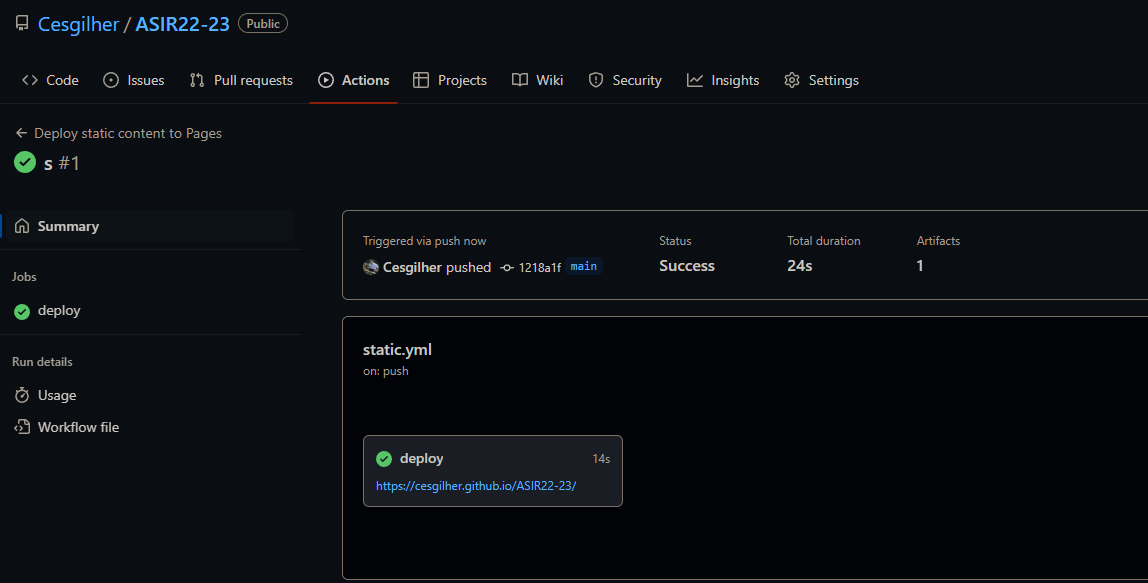 Cesgilher / ASIR22-23 Public
Code Issues Pull requests Actions Projects Wiki Security Insights Settings
Deploy static content to Pages
s #1
Summary
Jobs
deploy
Run details
Usage
Workflow file
Triggered via push now Status Total duration Artifacts
Cesgilher pushed 1218a1f main Success 24s 1
static.yml
on: push
deploy 14s
https://cesgilher.github.io/ASIR22-23/